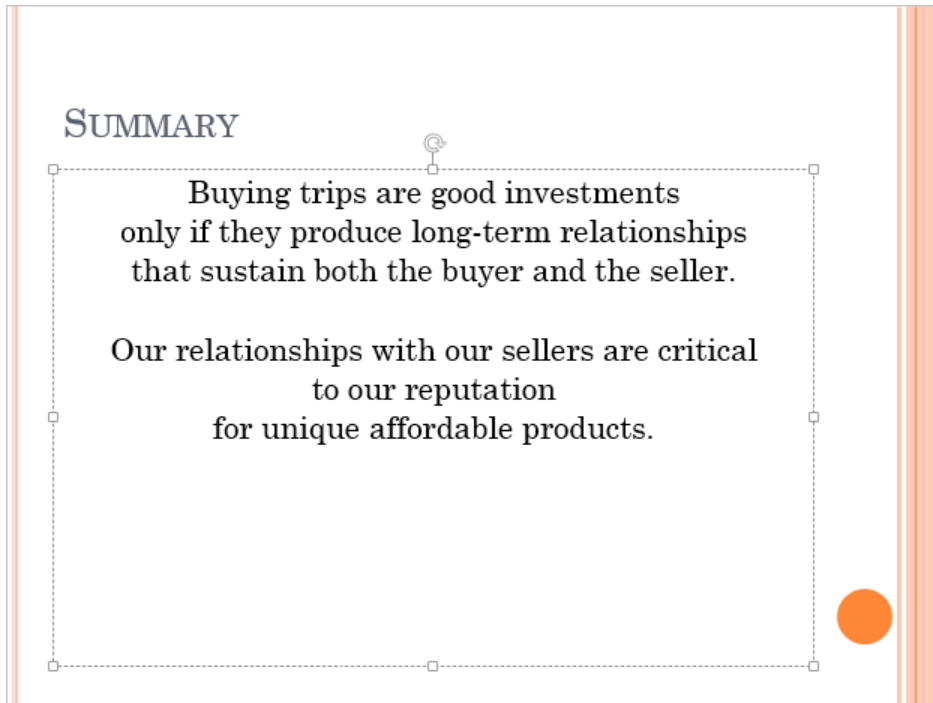 Summary
Buying trips are good investments
only if they produce long-term relationships
that sustain both the buyer and the seller.
Our relationships with our sellers are critical
to our reputation
for unique affordable products.